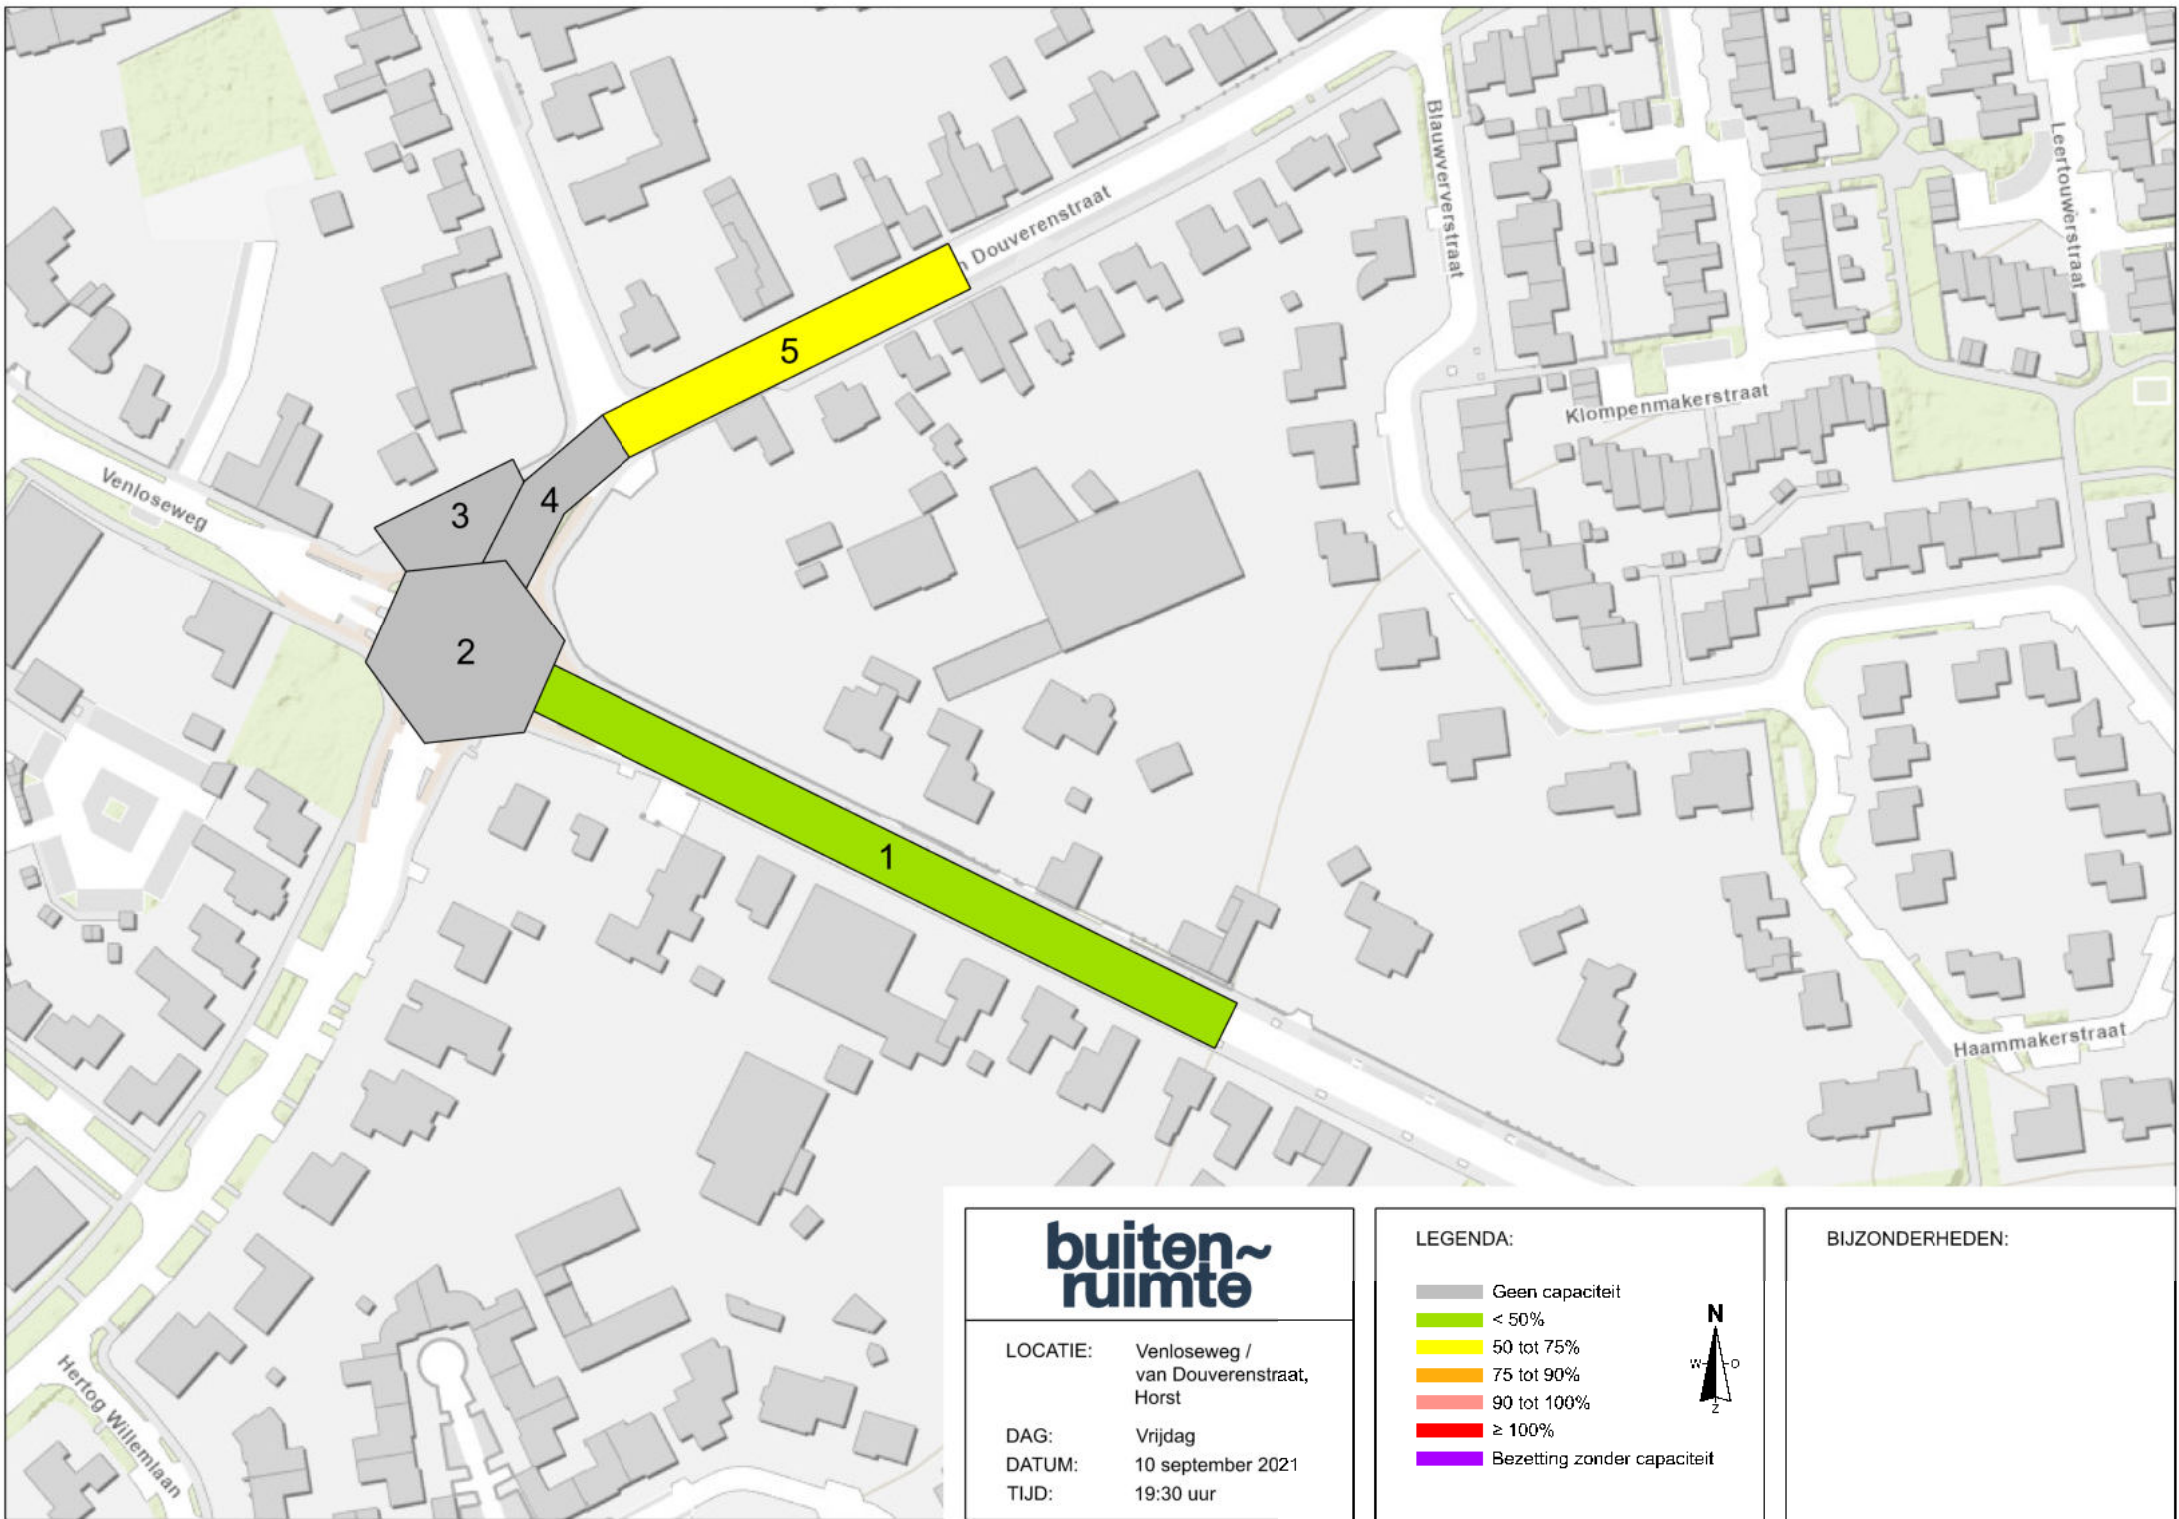 Blauwververstraat
Leertouwerstraat
n Douverenstraat
5
Klompenmakerstraat
Venloseweg
3
4
2
1
Haammakerstraat
Hertog Willemlaan
buiten~
ruimte
LOCATIE: Venloseweg /
van Douverenstraat,
Horst
DAG: Vrijdag
DATUM: 10 september 2021
TIJD: 19:30 uur
LEGENDA:
Geen capaciteit
< 50%
50 tot 75%
75 tot 90%
90 tot 100%
≥ 100%
Bezetting zonder capaciteit
N
W O
Z
BIJZONDERHEDEN: